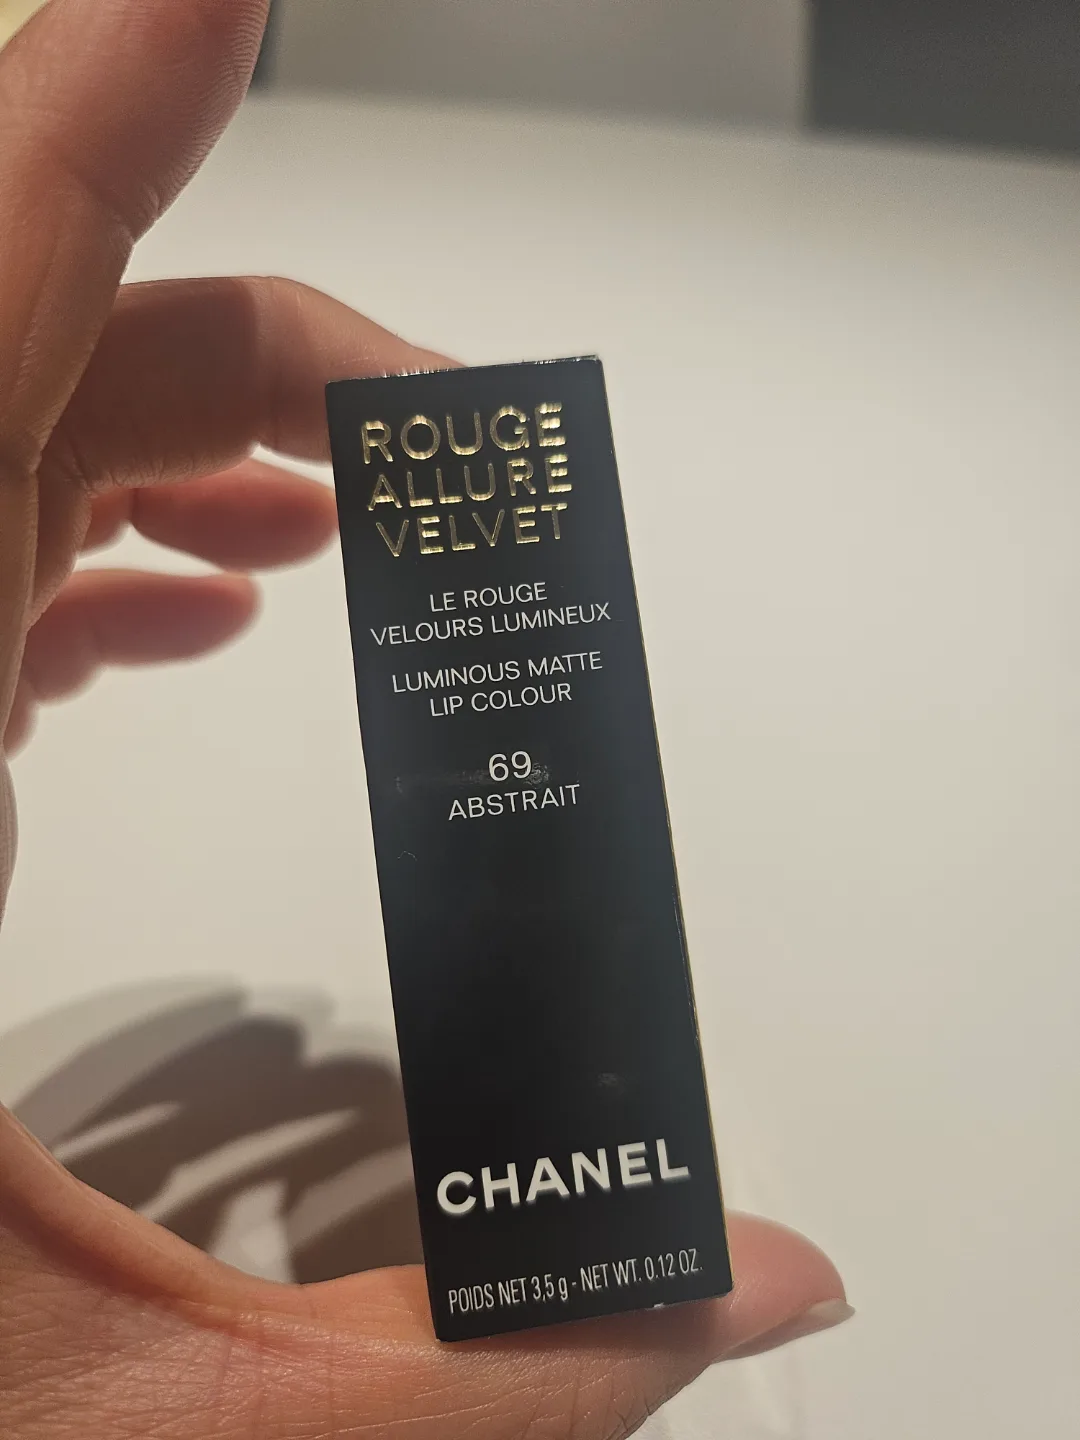 ROUGE
ALLURE
VELVET
LE ROUGE
VELOURS LUMINEUX
LUMINOUS MATTE
LIP COLOUR
69
ABSTRAIT
CHANEL
POIDS NET 3,5 g - NET WT. 0.12 OZ.